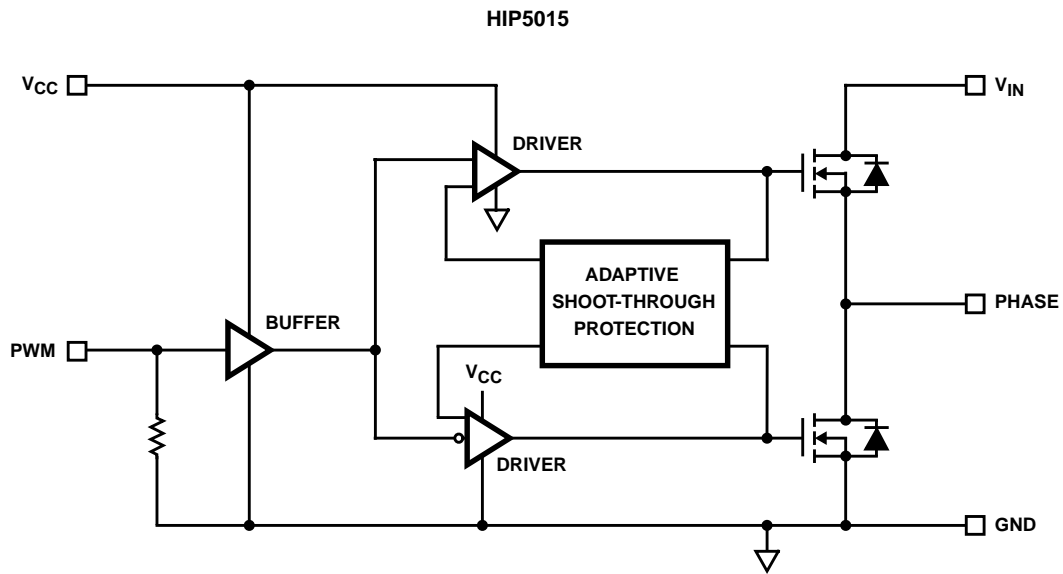 HIP5015
VCC
VIN
DRIVER
ADAPTIVE
SHOOT-THROUGH
PROTECTION
PHASE
BUFFER
PWM
VCC
DRIVER
GND